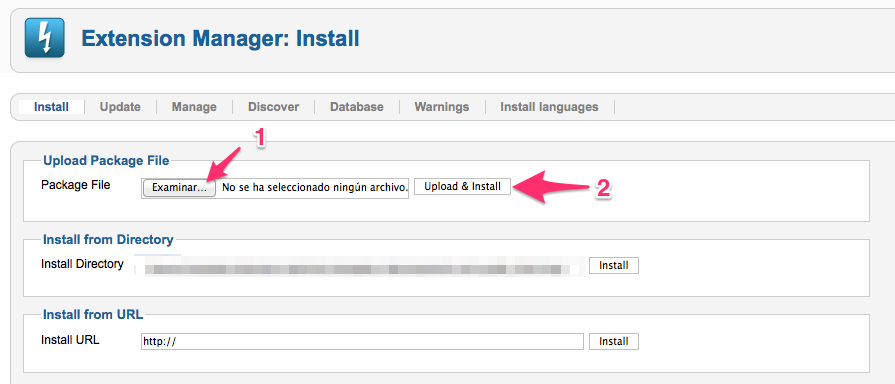 Extension Manager: Install
Install Update Manage Discover Database Warnings Install languages
1
Upload Package File
Package File Examinar... No se ha seleccionado ningún archivo. Upload & Install
2
Install from Directory
Install Directory Install
Install from URL
Install URL http:// Install